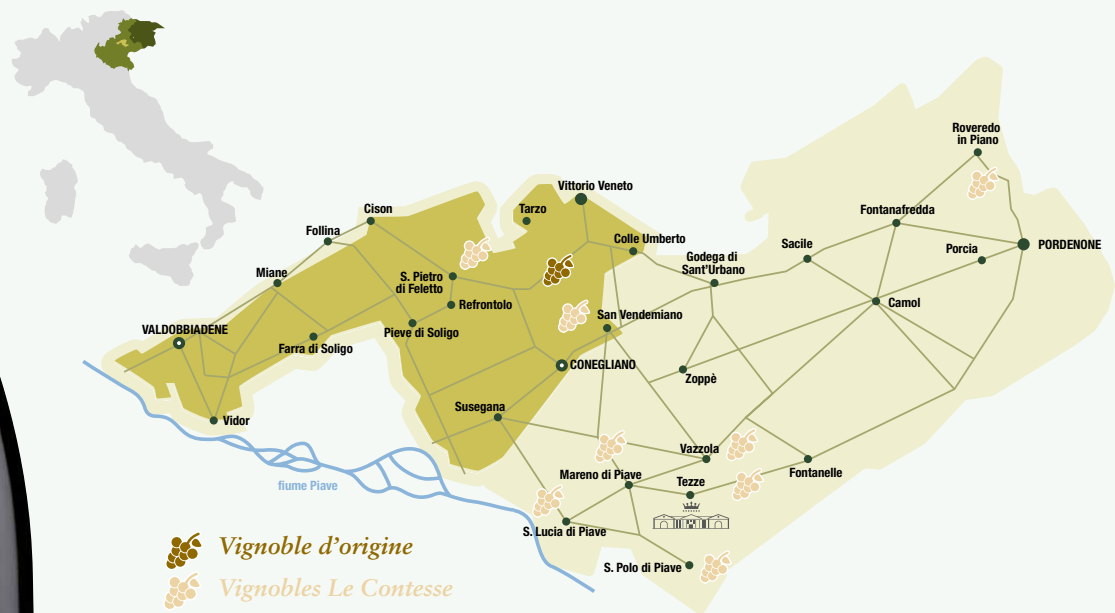 Roveredo
in Piano
Vittorio Veneto
Cison
Tarzo
Fontanafredda
Follina
Colle Umberto
Sacile
Porcia
PORDENONE
Godega di
Sant'Urbano
Miane
S. Pietro
di Feletto
Refrontolo
Camol
San Vendemiano
VALDOBBIADENE
Pieve di Soligo
Farra di Soligo
CONEGLIANO
Zoppè
Susegana
Vidor
Vazzola
Mareno di Piave
Tezze
Fontanelle
fiume Piave
S. Lucia di Piave
S. Polo di Piave
Vignoble d'origine
Vignobles Le Contesse